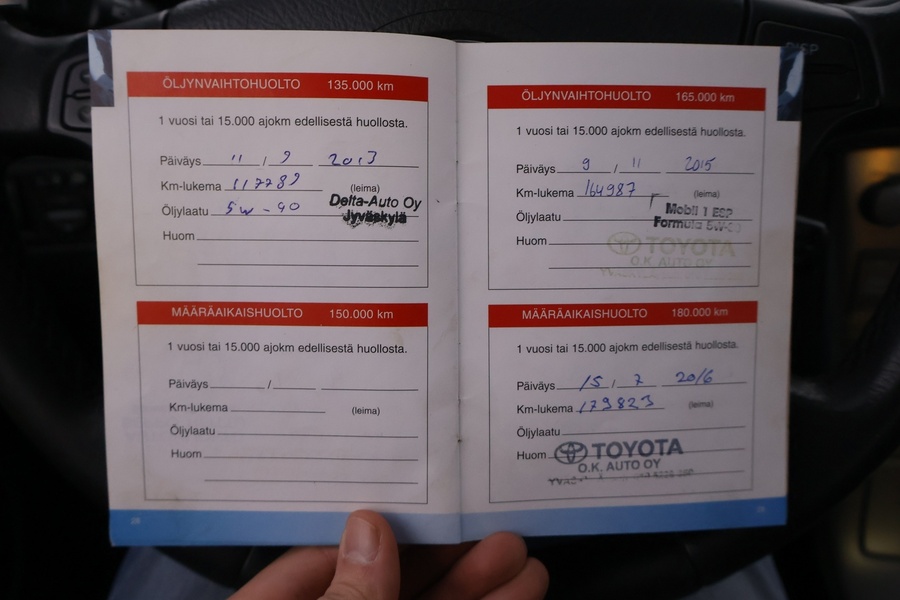 DISP
ÖLJYNVAIHTOHUOLTO 135.000 km
1 vuosi tai 15.000 ajokm edellisestä huollosta.
Päiväys 11 / 9 2013
Km-lukema 117789
(leima)
Öljylaatu 5W-40
Delta-Auto Oy
Jyväskylä
Huom
MÄÄRÄAIKAISHUOLTO 150.000 km
1 vuosi tai 15.000 ajokm edellisestä huollosta.
Päiväys /
Km-lukema
(leima)
Öljylaatu
Huom
ÖLJYNVAIHTOHUOLTO 165.000 km
1 vuosi tai 15.000 ajokm edellisestä huollosta.
Päiväys 9 / 11 2015
Km-lukema 164987
(leima)
Öljylaatu
Mobil 1 ESP
Formula
Huom
TOYOTA
O.K. AUTO OY
MÄÄRÄAIKAISHUOLTO 180.000 km
1 vuosi tai 15.000 ajokm edellisestä huollosta.
Päiväys 15 / 7 2016
Km-lukema 179823
(leima)
Öljylaatu
Huom
TOYOTA
O.K. AUTO OY